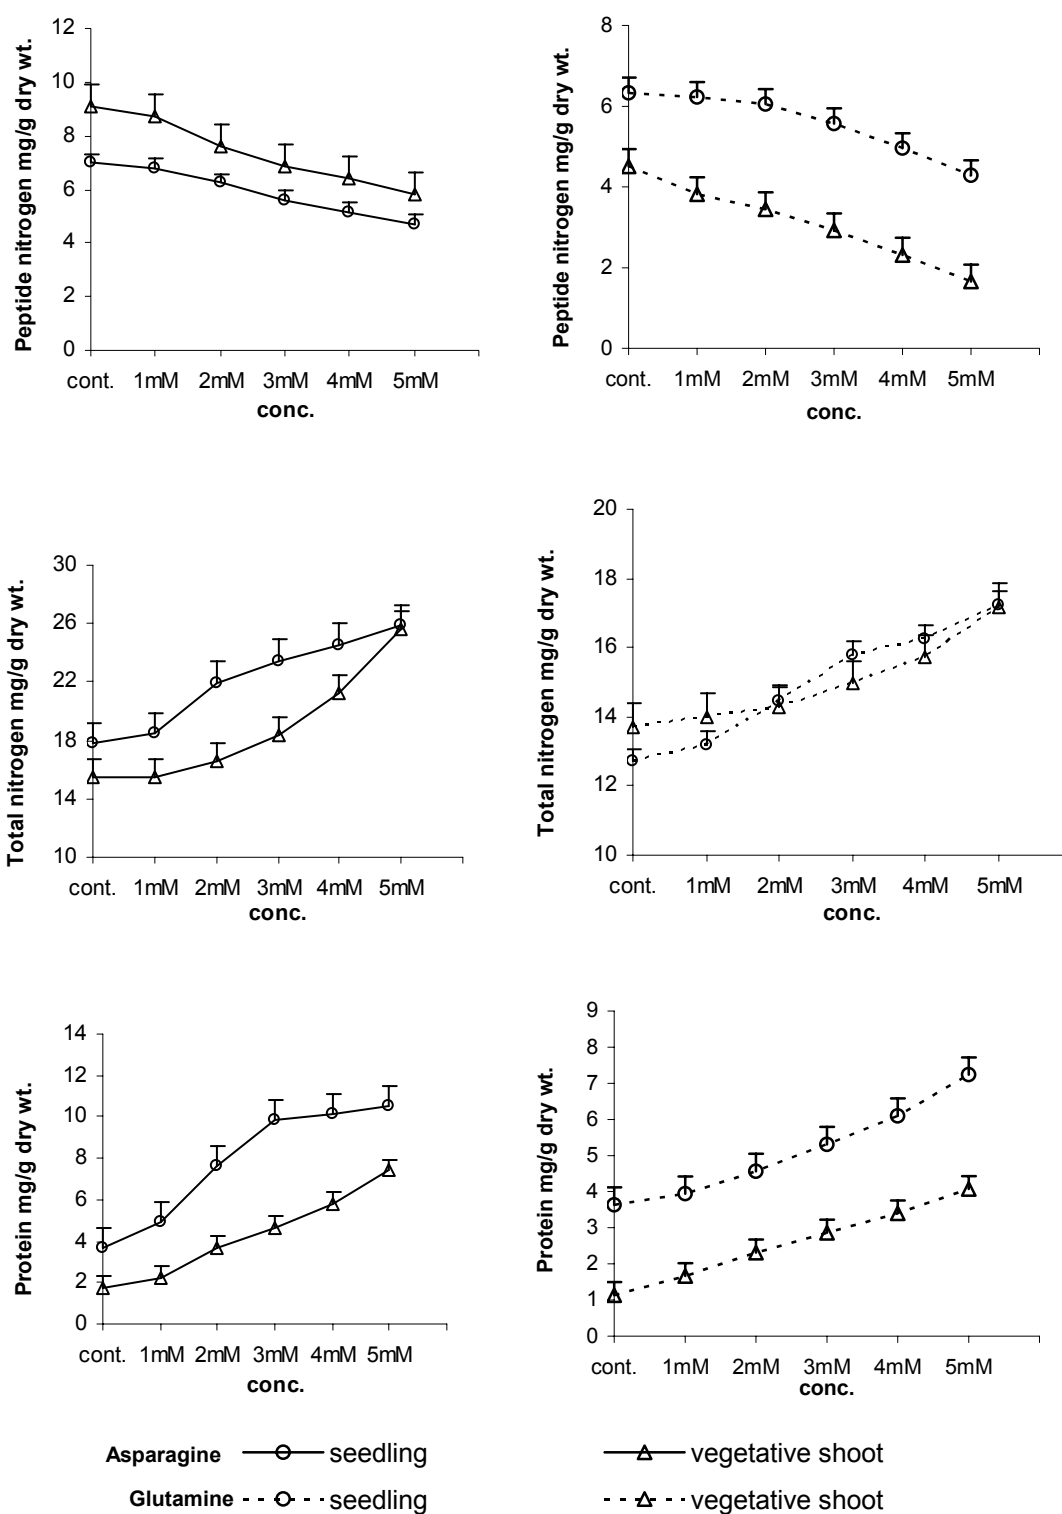 Peptide nitrogen mg/g dry wt.
12
10
8
6
4
2
0
cont. 1mM 2mM 3mM 4mM 5mM
conc.
Peptide nitrogen mg/g dry wt.
8
6
4
2
0
cont. 1mM 2mM 3mM 4mM 5mM
conc.
Total nitrogen mg/g dry wt.
30
26
22
18
14
10
cont. 1mM 2mM 3mM 4mM 5mM
conc.
Total nitrogen mg/g dry wt.
20
18
16
14
12
10
cont. 1mM 2mM 3mM 4mM 5mM
conc.
Protein mg/g dry wt.
14
12
10
8
6
4
2
0
cont. 1mM 2mM 3mM 4mM 5mM
conc.
Protein mg/g dry wt.
9
8
7
6
5
4
3
2
1
0
cont. 1mM 2mM 3mM 4mM 5mM
conc.
Asparagine seedling vegetative shoot
Glutamine seedling vegetative shoot